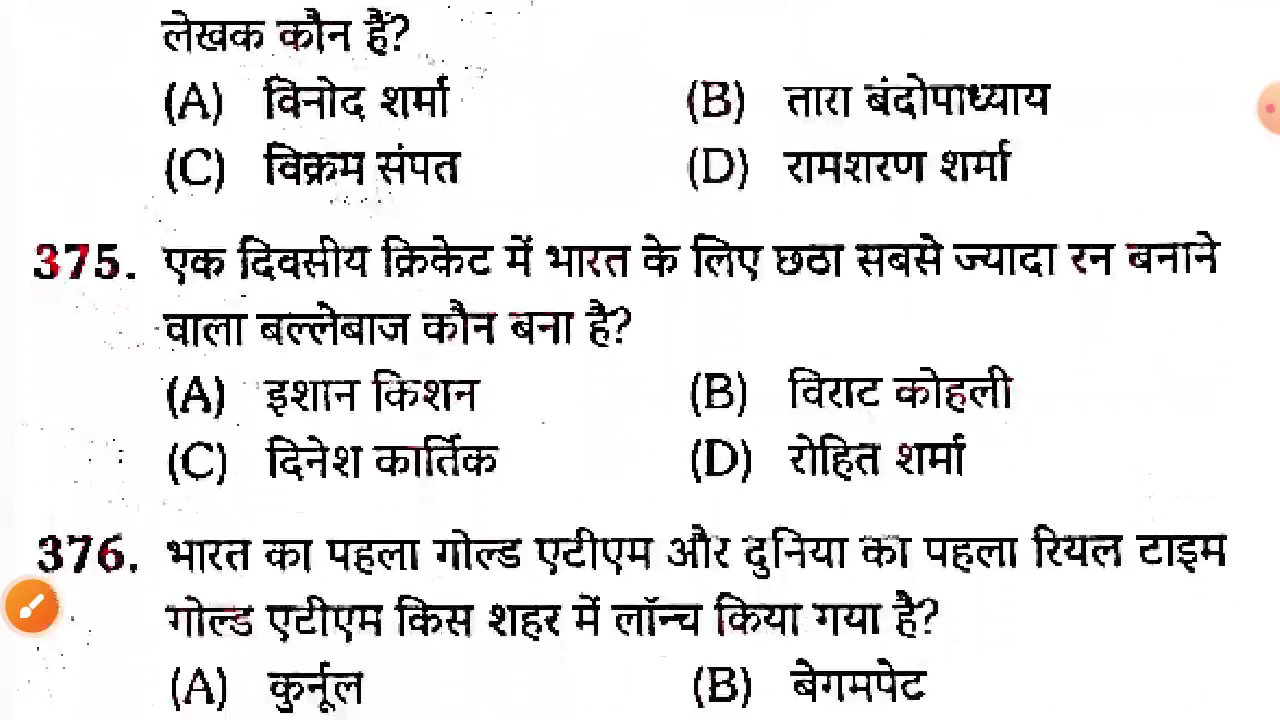 लेखक कौन हैं?
(A) विनोद शर्मा (B) तारा बंदोपाध्याय
(C) विक्रम संपत (D) रामशरण शर्मा
375. एक दिवसीय क्रिकेट में भारत के लिए छठा सबसे ज्यादा रन बनाने
वाला बल्लेबाज कौन बना है?
(A) इशान किशन (B) विराट कोहली
(C) दिनेश कार्तिक (D) रोहित शर्मा
376. भारत का पहला गोल्ड एटीएम और दुनिया का पहला रियल टाइम
गोल्ड एटीएम किस शहर में लॉन्च किया गया है?
(A) कुर्नूल (B) बेगमपेट